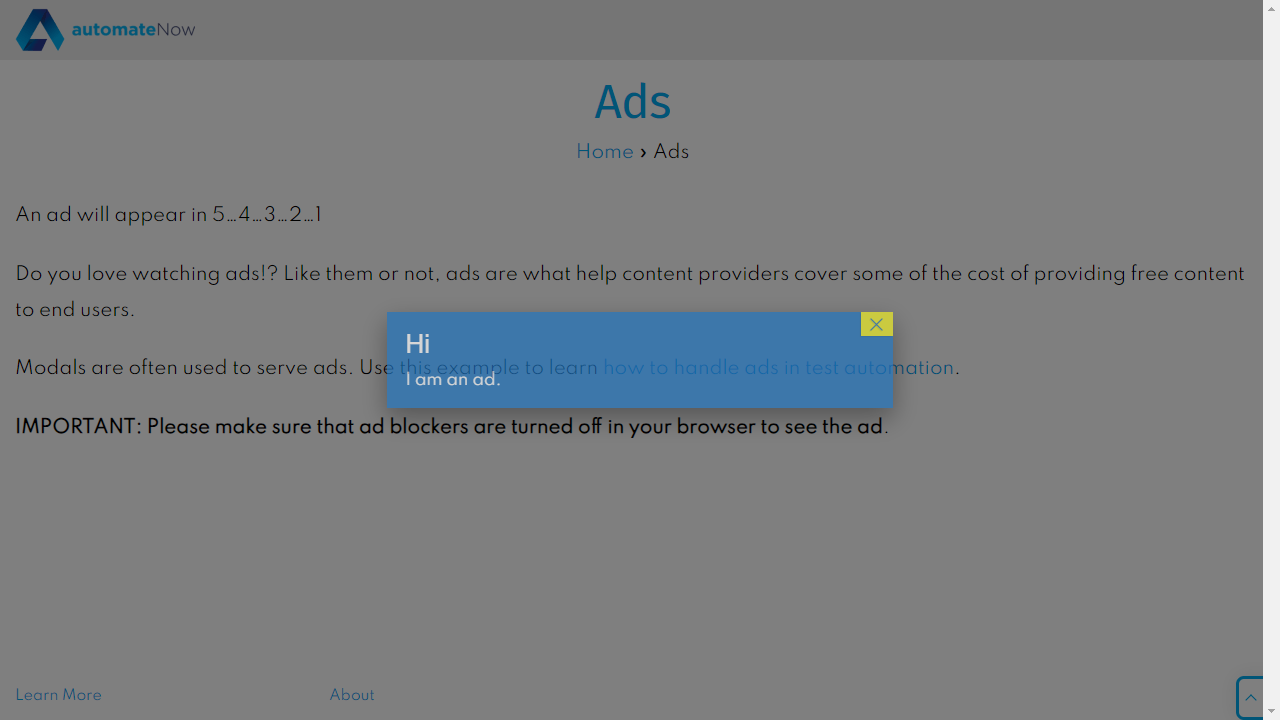 automateNow
Ads
Home › Ads
An ad will appear in 5…4…3…2…1
Do you love watching ads!? Like them or not, ads are what help content providers cover some of the cost of providing free content
to end users.
×
Hi
Modals are often used to serve ads. Use this example to learn how to handle ads in test automation.
I am an ad.
IMPORTANT: Please make sure that ad blockers are turned off in your browser to see the ad.
Learn More
About